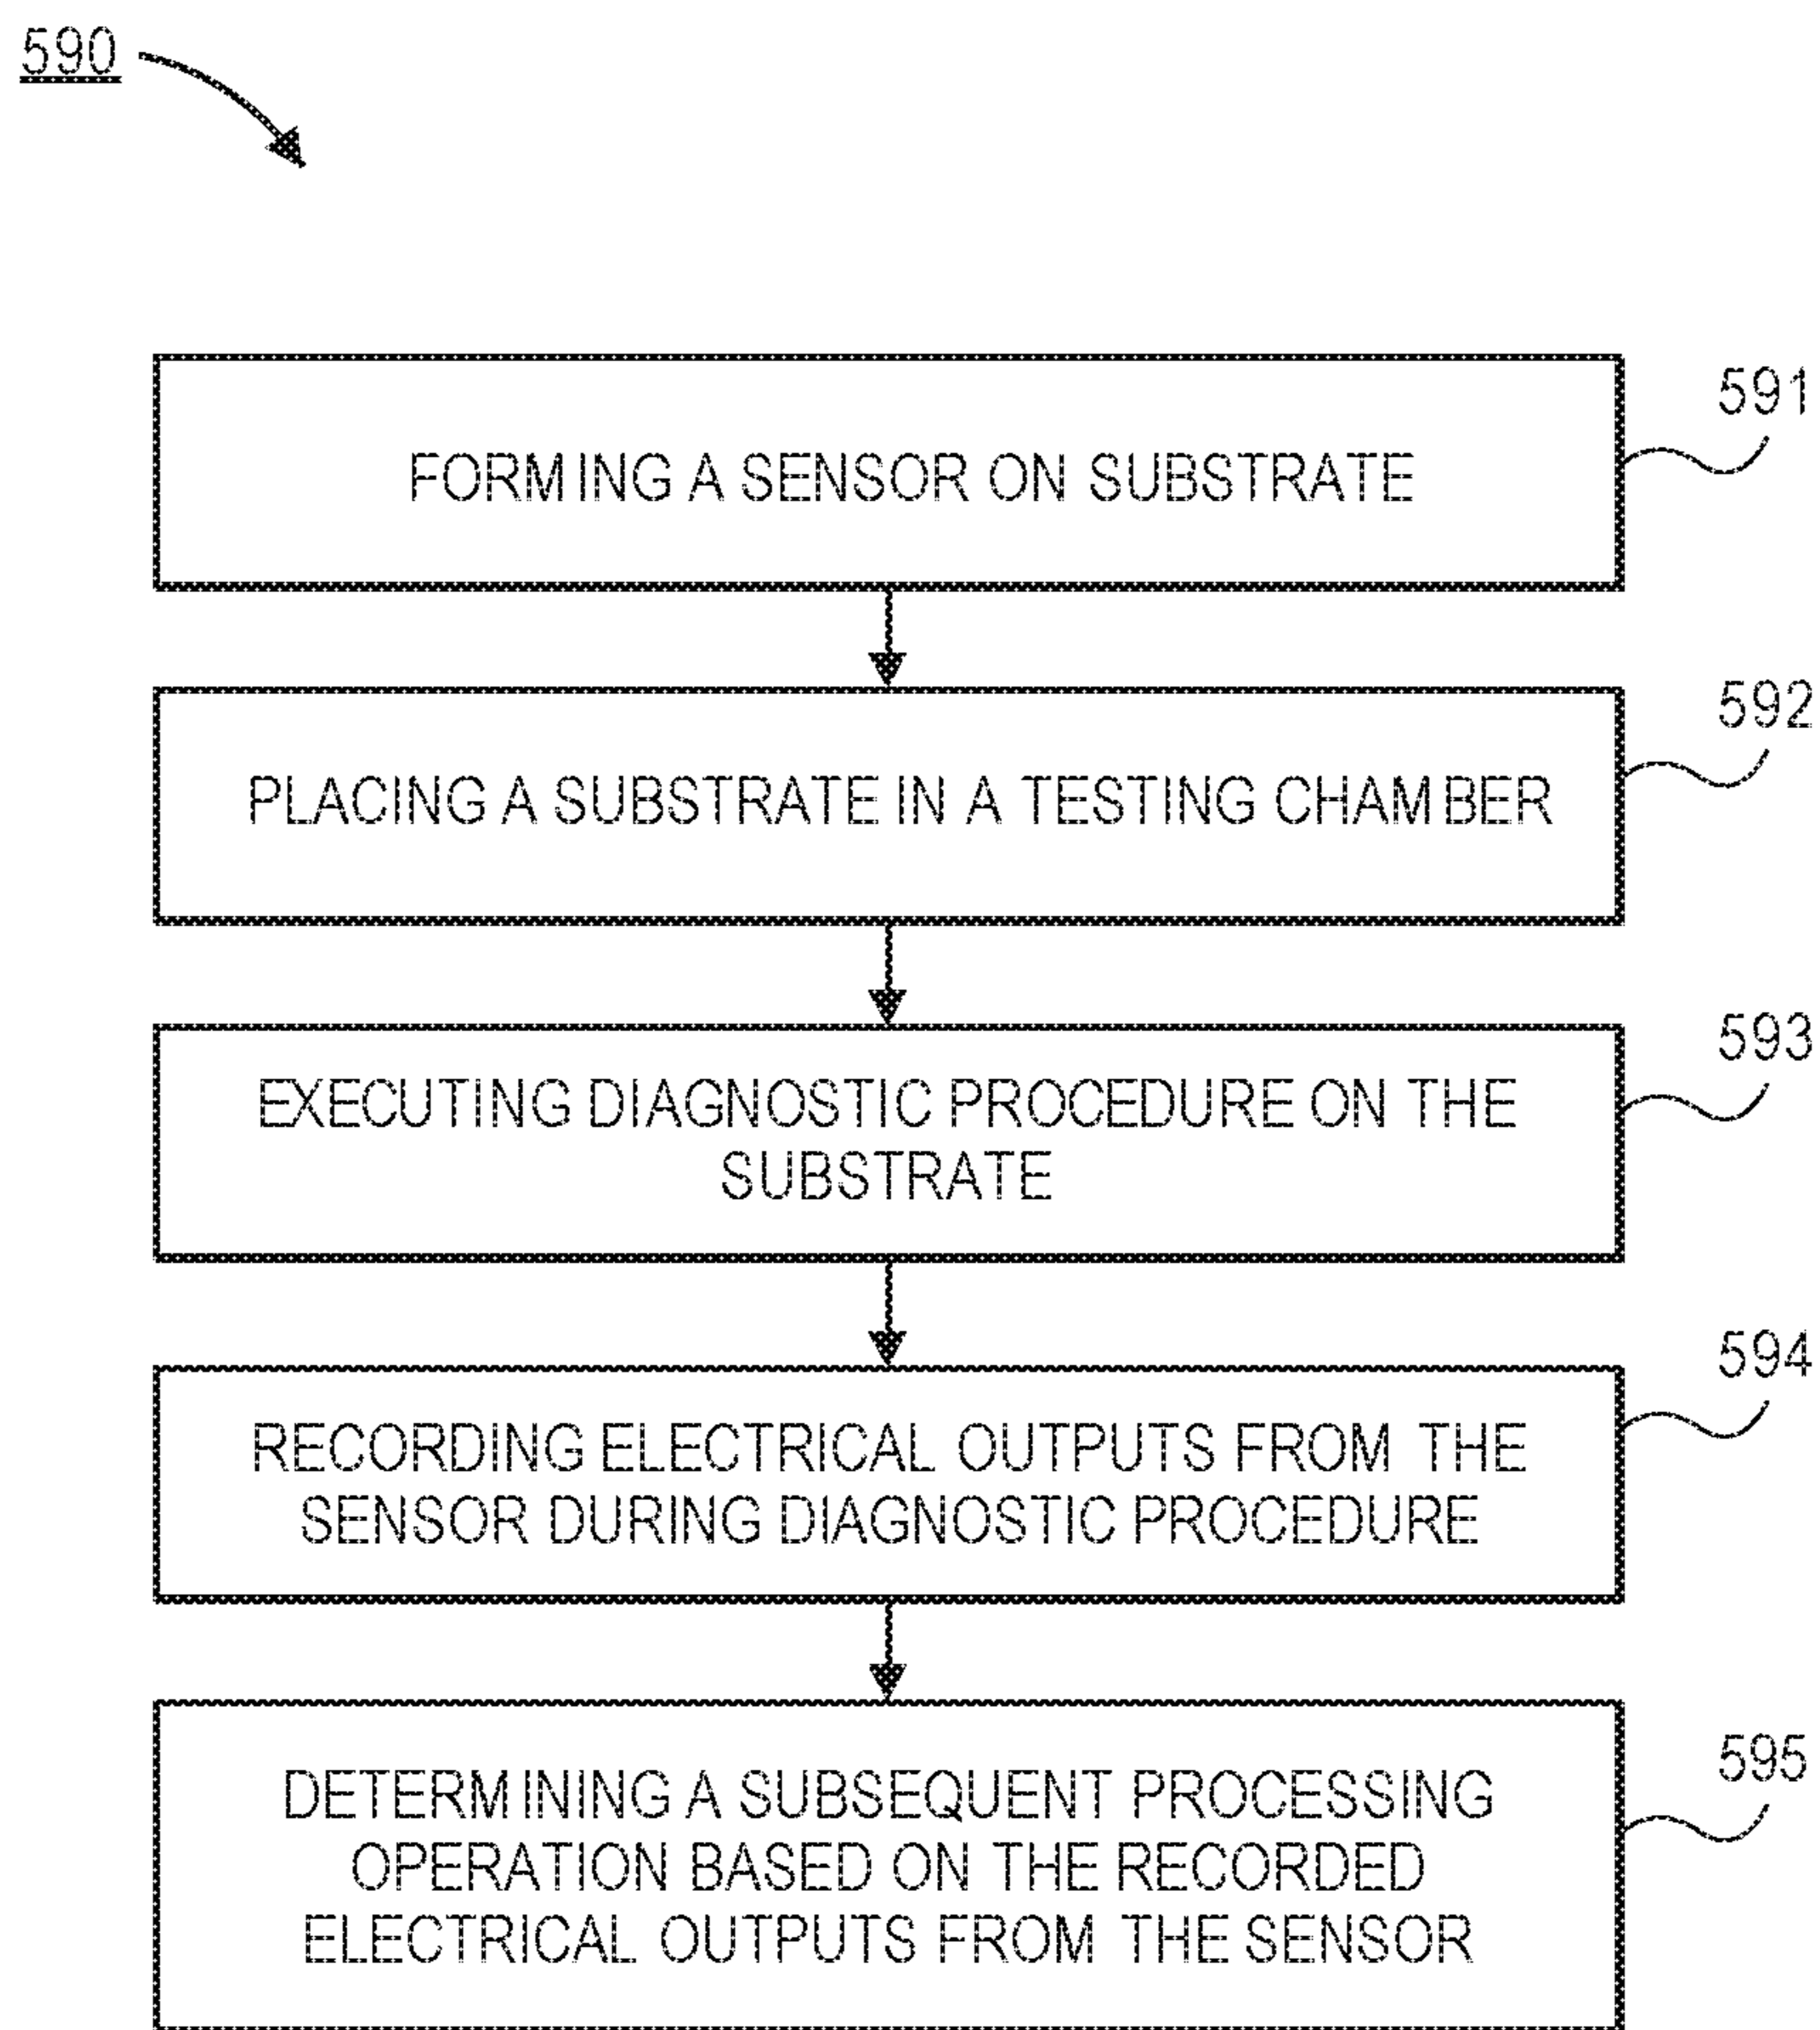 590
591
FORMING A SENSOR ON SUBSTRATE
592
PLACING A SUBSTRATE IN A TESTING CHAMBER
593
EXECUTING DIAGNOSTIC PROCEDURE ON THE
SUBSTRATE
594
RECORDING ELECTRICAL OUTPUTS FROM THE
SENSOR DURING DIAGNOSTIC PROCEDURE
595
DETERMINING A SUBSEQUENT PROCESSING
OPERATION BASED ON THE RECORDED
ELECTRICAL OUTPUTS FROM THE SENSOR